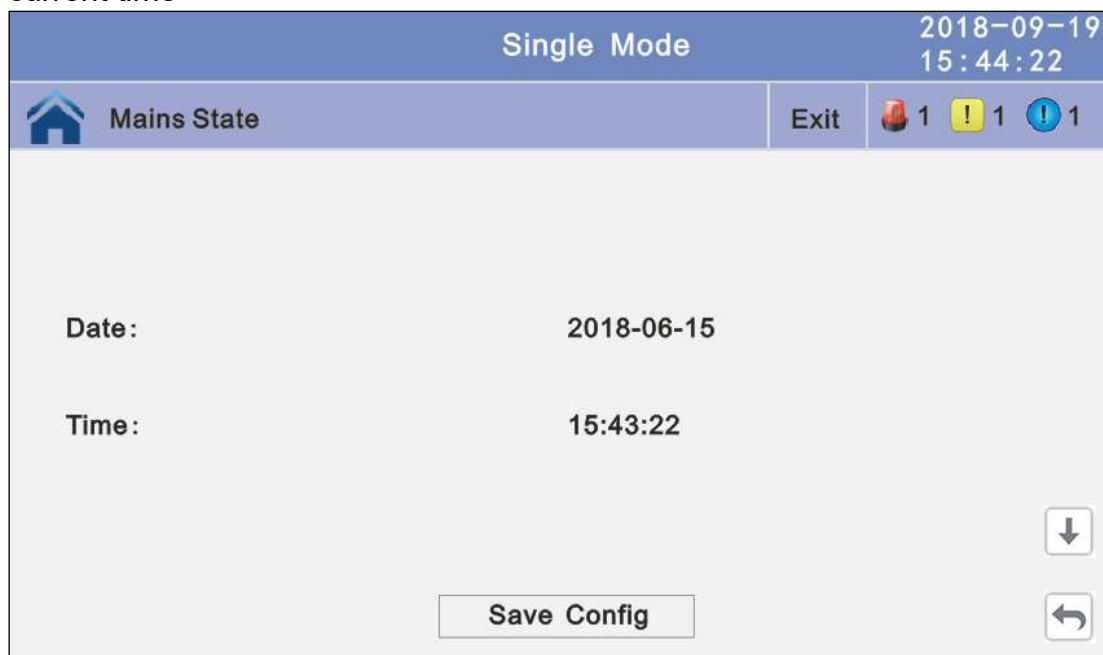 Single Mode
2018-09-19
15:44:22
Mains State
Exit
1
! 1
! 1
Date: 2018-06-15
Time: 15:43:22
Save Config